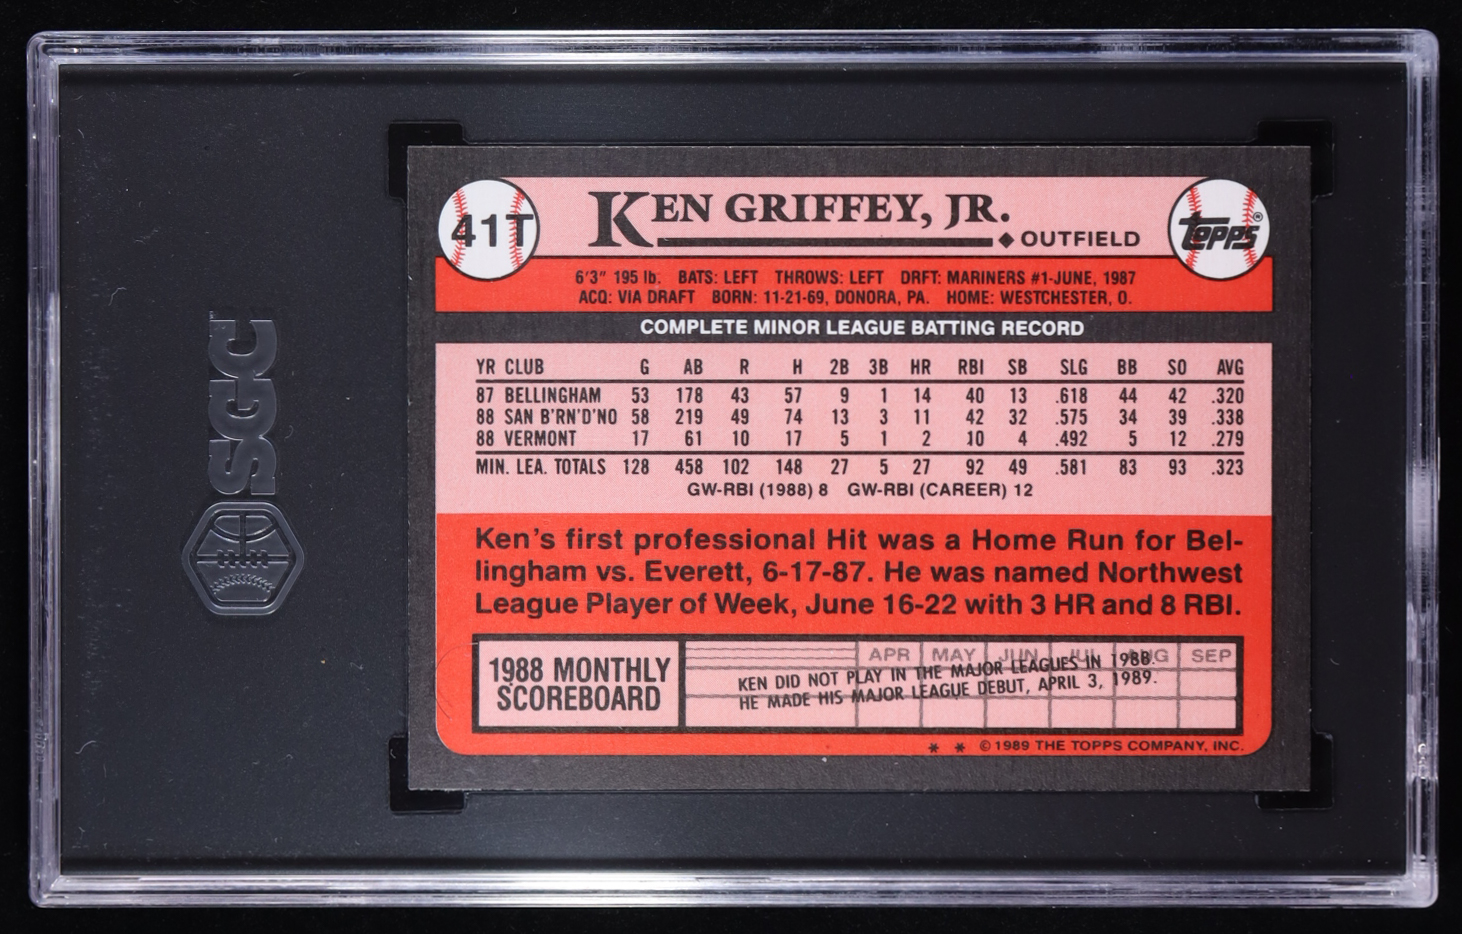 SGC
41T
KEN GRIFFEY, JR.
◆ OUTFIELD
Topps®
6'3" 195 lb. BATS: LEFT THROWS: LEFT DRFT: MARINERS #1-JUNE, 1987
ACQ: VIA DRAFT BORN: 11-21-69, DONORA, PA. HOME: WESTCHESTER, O.
COMPLETE MINOR LEAGUE BATTING RECORD
YR CLUB G AB R H 2B 3B HR RBI SB SLG BB SO AVG
87 BELLINGHAM 53 178 43 57 9 1 14 40 13 .618 44 42 .320
88 SAN B'RN'D'NO 58 219 49 74 13 3 11 42 32 .575 34 39 .338
88 VERMONT 17 61 10 17 5 1 2 10 4 .492 5 12 .279
MIN. LEA. TOTALS 128 458 102 148 27 5 27 92 49 .581 83 93 .323
GW-RBI (1988) 8 GW-RBI (CAREER) 12
Ken's first professional Hit was a Home Run for Bel-
lingham vs. Everett, 6-17-87. He was named Northwest
League Player of Week, June 16-22 with 3 HR and 8 RBI.
1988 MONTHLY
SCOREBOARD
APR MAY JUN JUL AUG SEP
KEN DID NOT PLAY IN THE MAJOR LEAGUES IN 1988.
HE MADE HIS MAJOR LEAGUE DEBUT, APRIL 3, 1989.
* * © 1989 THE TOPPS COMPANY, INC.